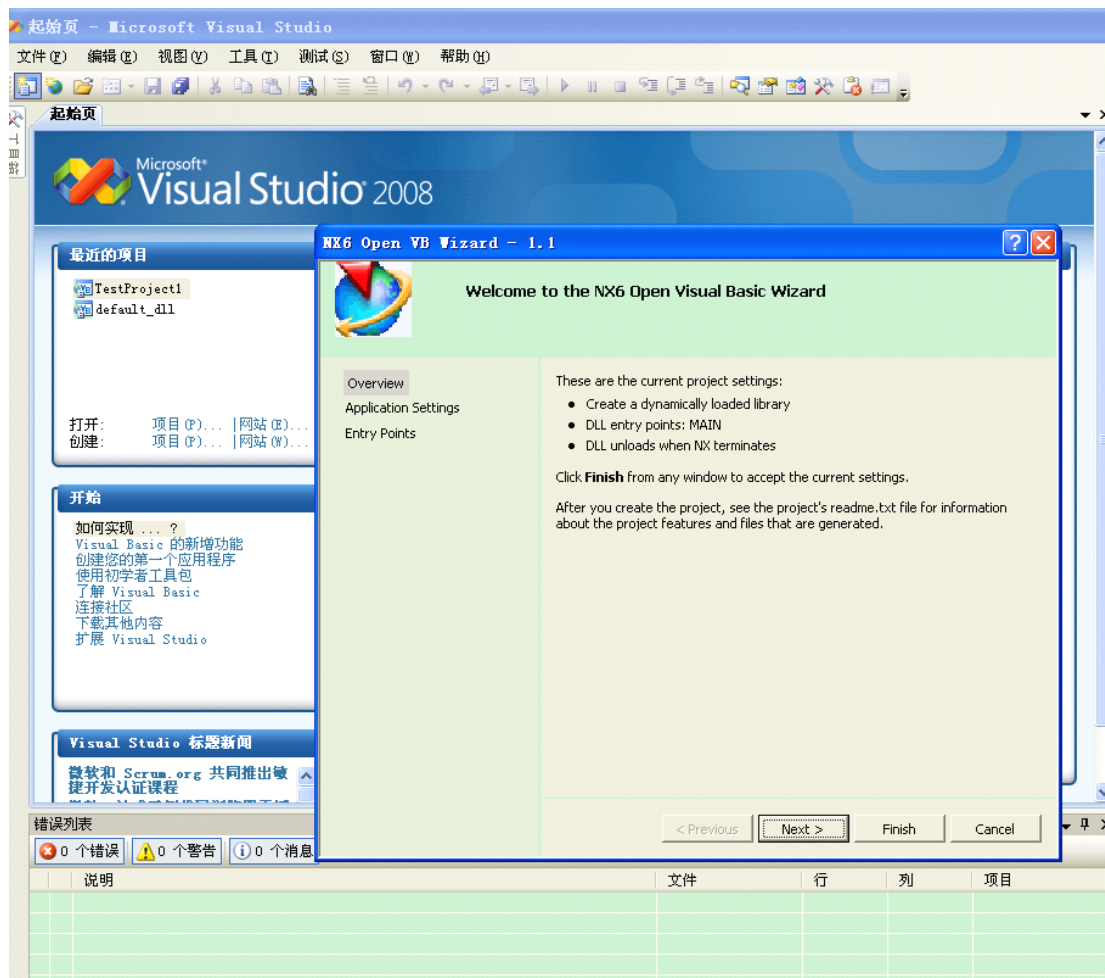 起始页 - Microsoft Visual Studio
文件(F) 编辑(E) 视图(V) 工具(T) 测试(S) 窗口(W) 帮助(H)
起始页
工具箱
Microsoft®
Visual Studio® 2008
最近的项目
TestProject1
default_dll
打开: 项目(P)... |网站(E)...
创建: 项目(P)... |网站(W)...
开始
如何实现 ... ?
Visual Basic 的新增功能
创建您的第一个应用程序
使用初学者工具包
了解 Visual Basic
连接社区
下载其他内容
扩展 Visual Studio
Visual Studio 标题新闻
微软和 Scrum.org 共同推出敏
捷开发认证课程
NX6 Open VB Wizard - 1.1
Welcome to the NX6 Open Visual Basic Wizard
Overview
Application Settings
Entry Points
These are the current project settings:
• Create a dynamically loaded library
• DLL entry points: MAIN
• DLL unloads when NX terminates
Click Finish from any window to accept the current settings.
After you create the project, see the project's readme.txt file for information
about the project features and files that are generated.
< Previous Next > Finish Cancel
错误列表
0 个错误 0 个警告 0 个消息
说明 文件 行 列 项目